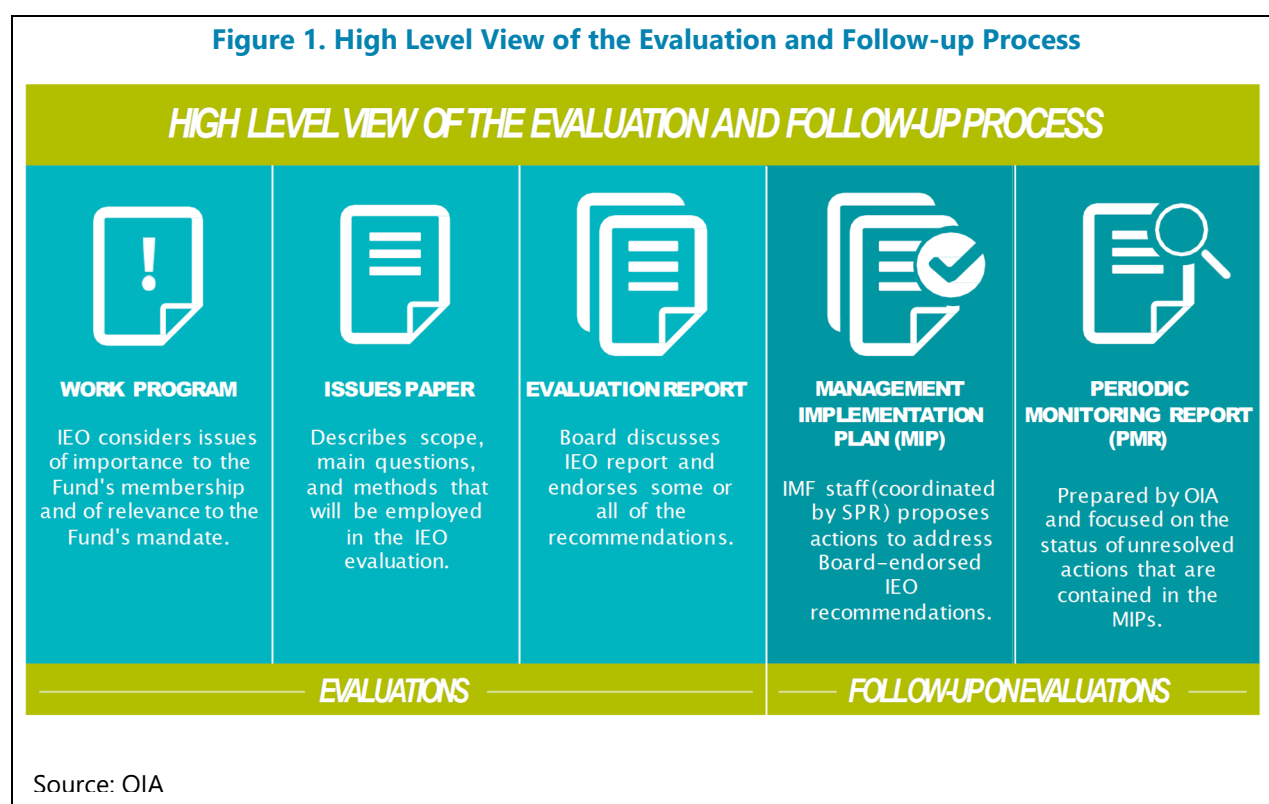 Figure 1. High Level View of the Evaluation and Follow-up Process
HIGH LEVEL VIEW OF THE EVALUATION AND FOLLOW-UP PROCESS
!
WORK PROGRAM
IEO considers issues
of importance to the
Fund's membership
and of relevance to the
Fund's mandate.
ISSUES PAPER
Describes scope,
main questions,
and methods that
will be employed
in the IEO
evaluation.
EVALUATION REPORT
Board discusses
IEO report and
endorses some or
all of the
recommendations.
MANAGEMENT
IMPLEMENTATION
PLAN (MIP)
IMF staff (coordinated
by SPR) proposes
actions to address
Board-endorsed
IEO
recommendations.
PERIODIC
MONITORING REPORT
(PMR)
Prepared by OIA
and focused on the
status of unresolved
actions that are
contained in the
MIPs.
EVALUATIONS
FOLLOW-UP ON EVALUATIONS
Source: OIA